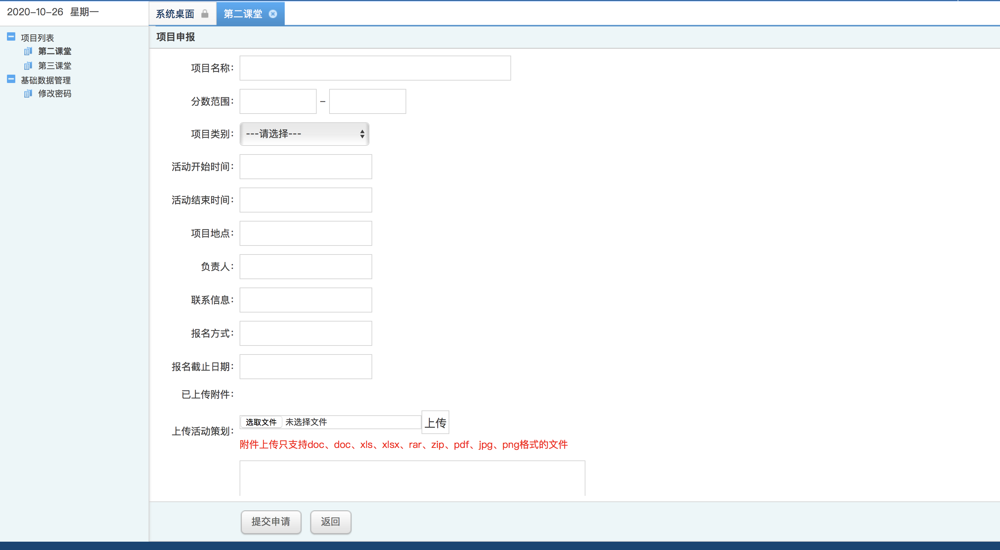 2020-10-26 星期一
系统桌面
第二课堂
项目列表
第二课堂
第三课堂
基础数据管理
修改密码
项目申报
项目名称：
分数范围： -
项目类别： ---请选择---
活动开始时间：
活动结束时间：
项目地点：
负责人：
联系信息：
报名方式：
报名截止日期：
已上传附件：
上传活动策划： 选取文件 未选择文件 上传
附件上传只支持doc、doc、xls、xlsx、rar、zip、pdf、jpg、png格式的文件
提交申请 返回